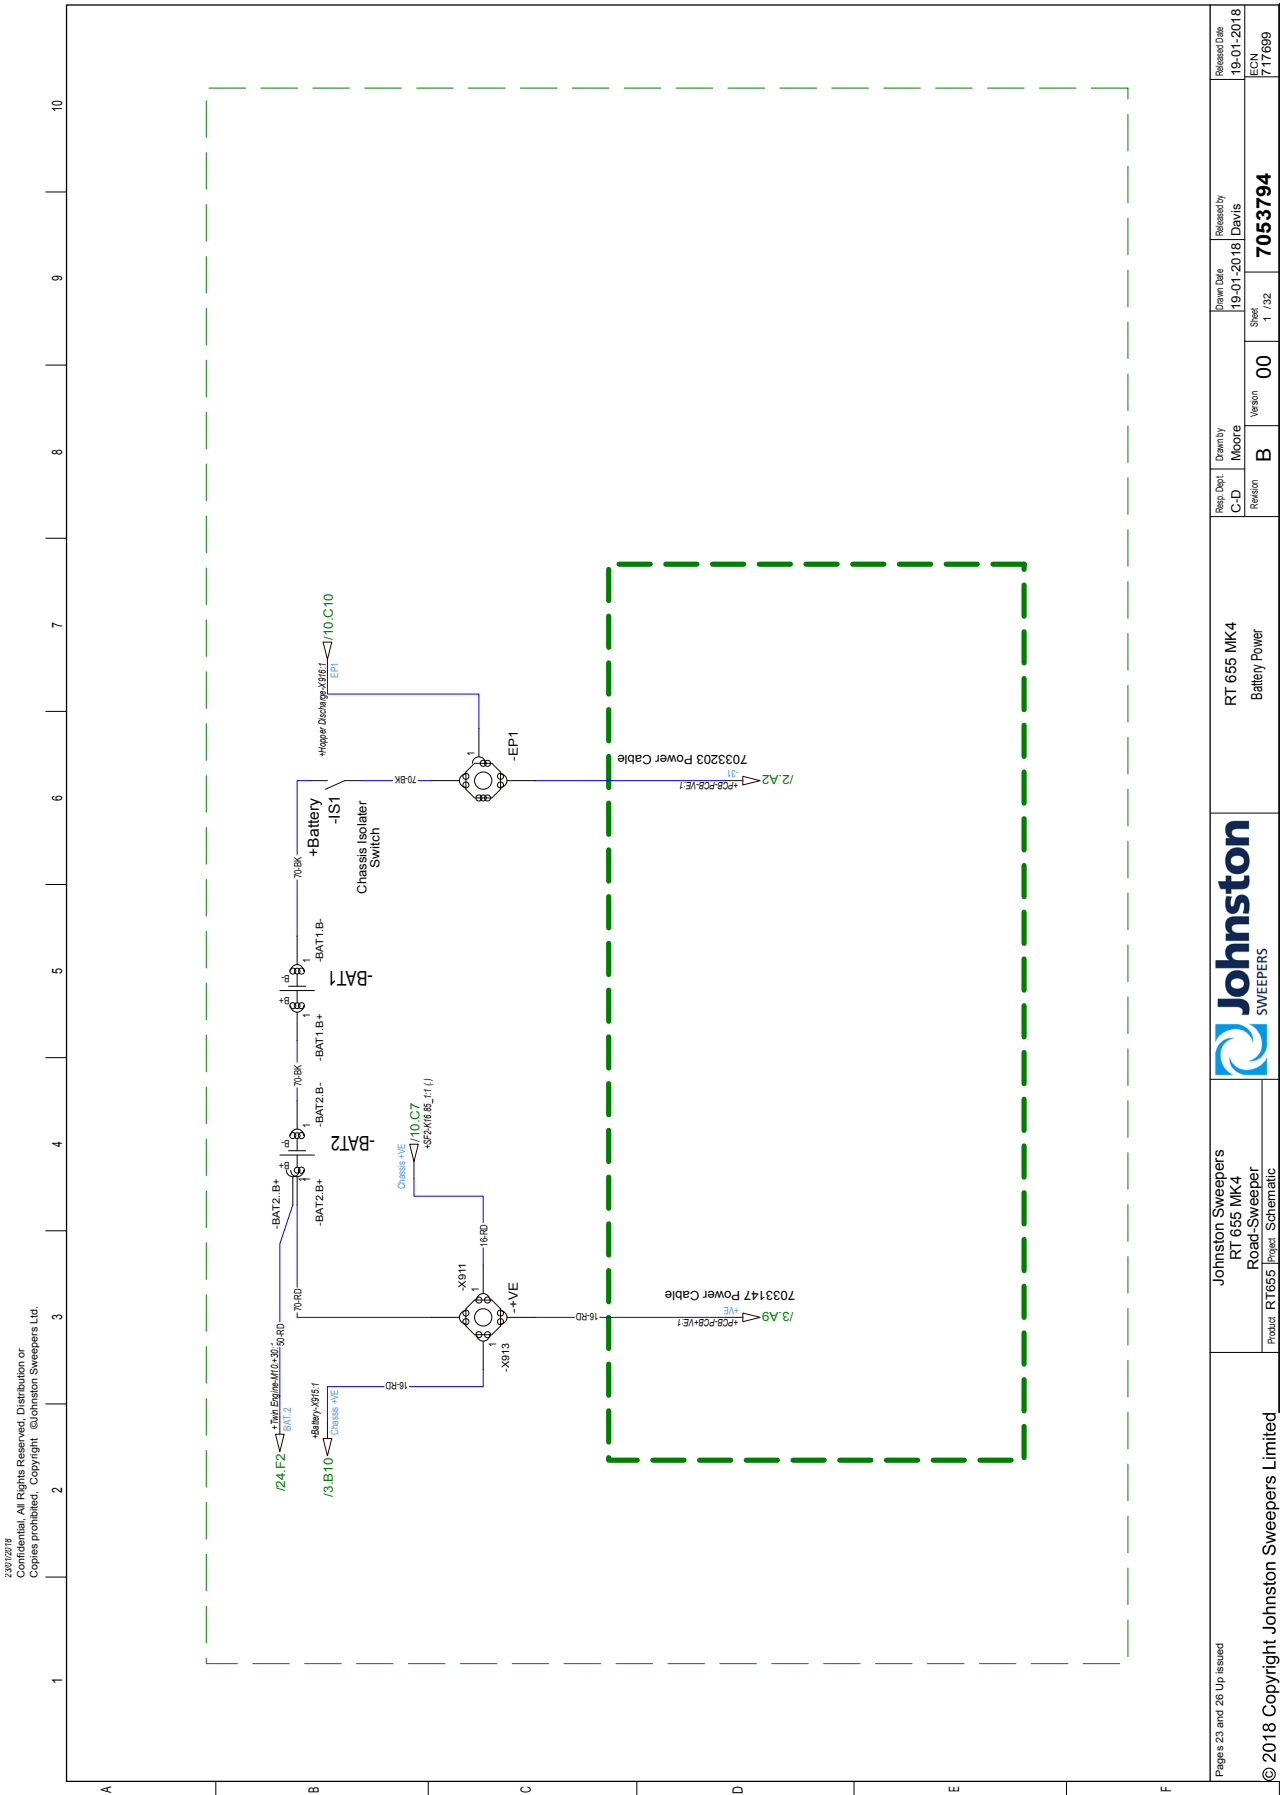 23/01/2018
Confidential, All Rights Reserved, Distribution or
Copies prohibited, Copyright ©Johnston Sweepers Ltd.
1
2
3
4
5
6
7
8
9
10
A
B
C
D
E
F
/24.F2
+Twin Engine-M10.+30:1
BAT.2
50-RD
/3.B10
+Battery-X915:1
Chassis +VE
16-RD
70-RD
-BAT2..B+
-BAT2.B+
1
B+
B-
1
-BAT2.B-
-BAT2
70-BK
-BAT1.B+
1
B+
B-
1
-BAT1.B-
-BAT1
70-BK
+Battery
-IS1
Chassis Isolater
Switch
70-BK
+Hopper Discharge-X916:1
EP1
/10.C10
1
-EP1
7033203 Power Cable
-31
+PCB-PCB-VE:1
/2.A2
Chassis +VE
/10.C7
+SF2-K16.85_1:1 (.)
16-RD
-X911
1
-+VE
1
-X913
16-RD
7033147 Power Cable
+VE
+PCB-PCB+VE:1
/3.A9
Pages 23 and 26 Up issued
© 2018 Copyright Johnston Sweepers Limited
Johnston Sweepers
RT 655 MK4
Road-Sweeper
Product RT655 Project Schematic
Johnston
SWEEPERS
RT 655 MK4
Battery Power
Resp. Dept.
C-D
Drawn by
Moore
Drawn Date
19-01-2018
Released by
Davis
Released Date
19-01-2018
Revision
B
Version
00
Sheet
1 /32
7053794
ECN
717699